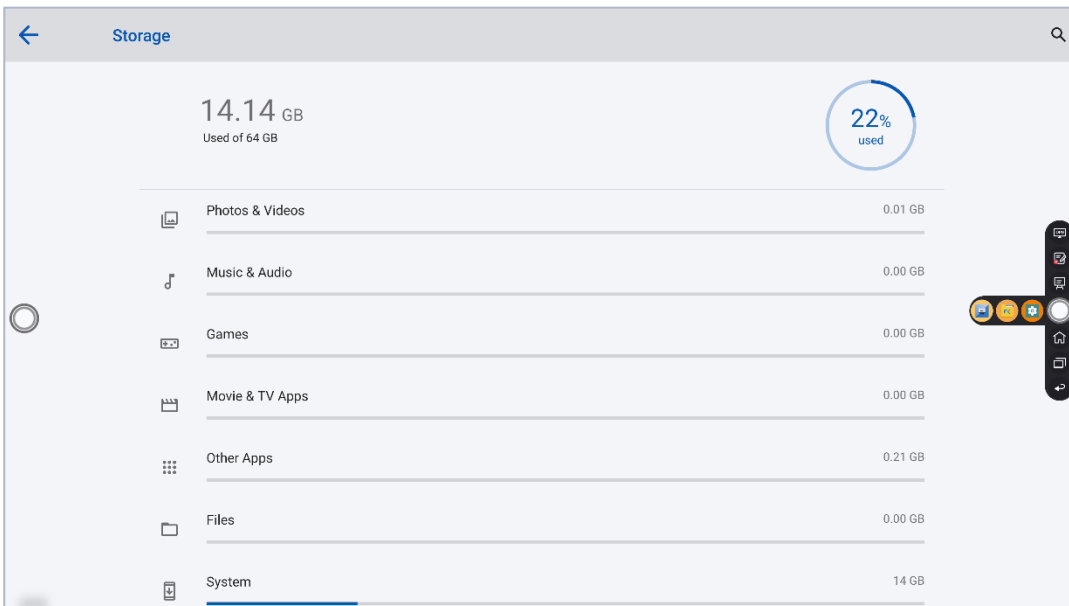 Storage
14.14 GB
Used of 64 GB
22%
used
Photos & Videos
0.01 GB
Music & Audio
0.00 GB
Games
0.00 GB
Movie & TV Apps
0.00 GB
Other Apps
0.21 GB
Files
0.00 GB
System
14 GB